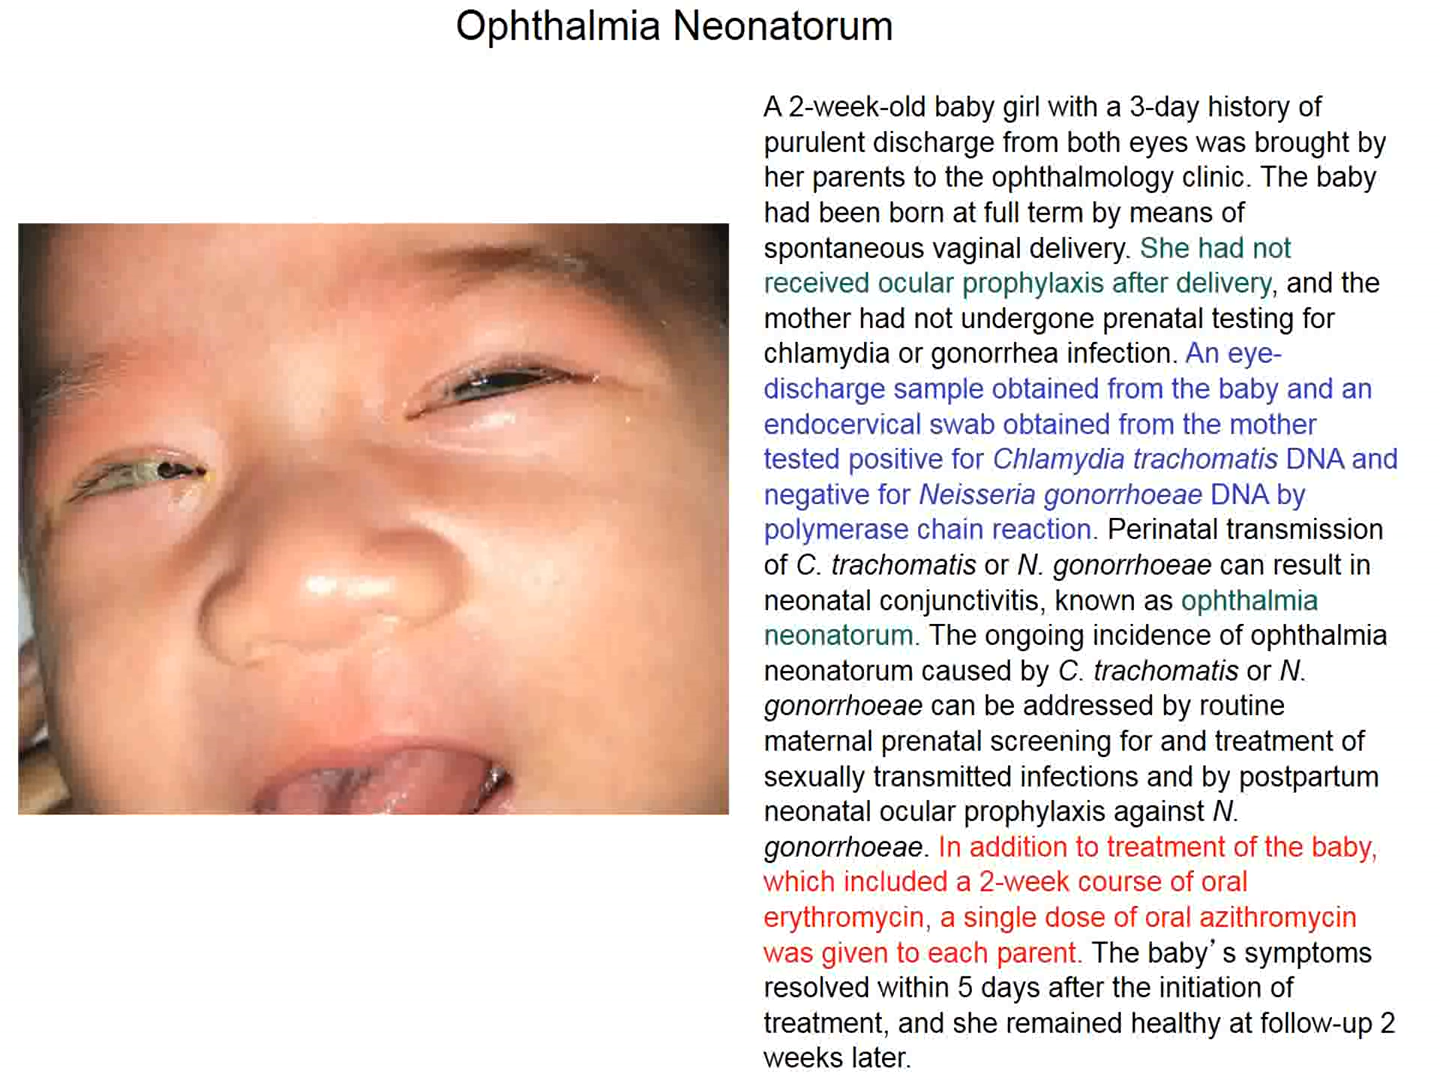 Ophthalmia Neonatorum
A 2-week-old baby girl with a 3-day history of
purulent discharge from both eyes was brought by
her parents to the ophthalmology clinic. The baby
had been born at full term by means of
spontaneous vaginal delivery. She had not
received ocular prophylaxis after delivery, and the
mother had not undergone prenatal testing for
chlamydia or gonorrhea infection. An eye-
discharge sample obtained from the baby and an
endocervical swab obtained from the mother
tested positive for Chlamydia trachomatis DNA and
negative for Neisseria gonorrhoeae DNA by
polymerase chain reaction. Perinatal transmission
of C. trachomatis or N. gonorrhoeae can result in
neonatal conjunctivitis, known as ophthalmia
neonatorum. The ongoing incidence of ophthalmia
neonatorum caused by C. trachomatis or N.
gonorrhoeae can be addressed by routine
maternal prenatal screening for and treatment of
sexually transmitted infections and by postpartum
neonatal ocular prophylaxis against N.
gonorrhoeae. In addition to treatment of the baby,
which included a 2-week course of oral
erythromycin, a single dose of oral azithromycin
was given to each parent. The baby’s symptoms
resolved within 5 days after the initiation of
treatment, and she remained healthy at follow-up 2
weeks later.